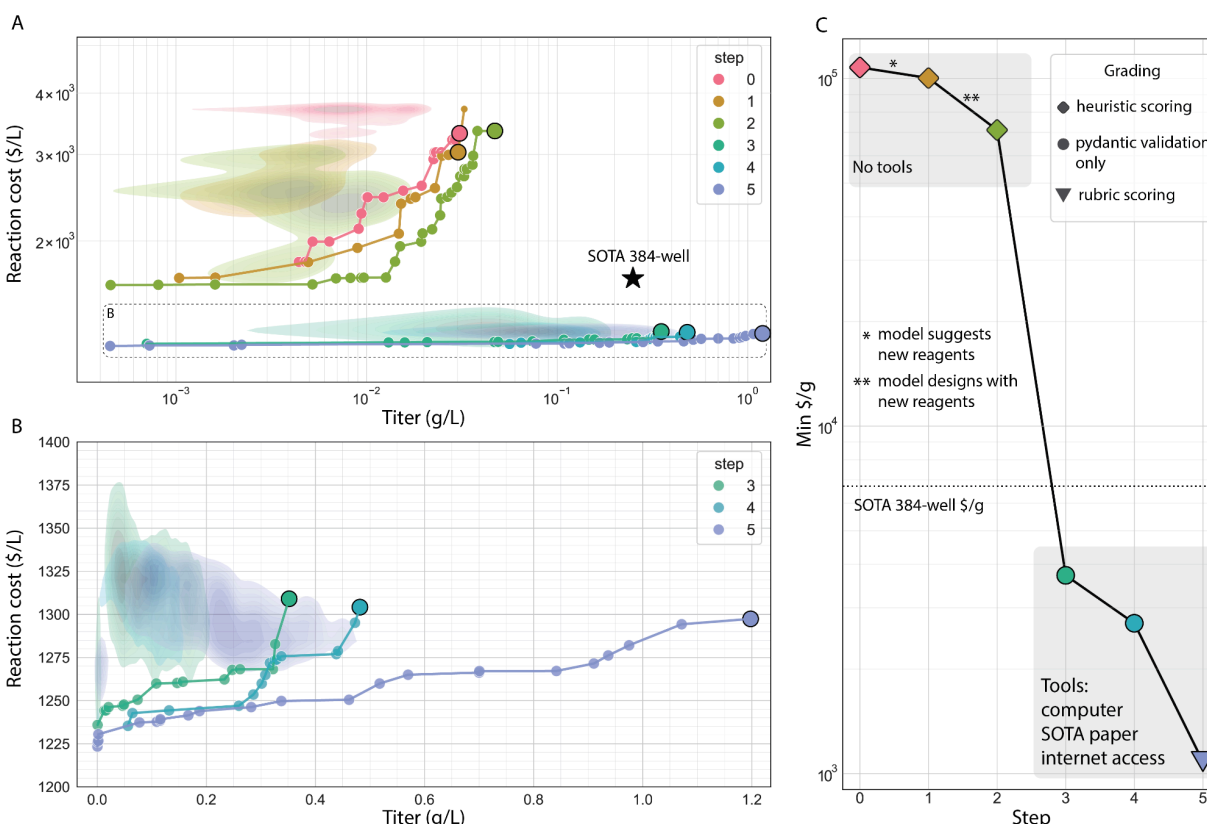 A
Reaction cost ($/L)
4×10³
3×10³
2×10³
step
0
1
2
3
4
5
SOTA 384-well
B
10⁻³
10⁻²
10⁻¹
10⁰
Titer (g/L)
B
Reaction cost ($/L)
1400
1375
1350
1325
1300
1275
1250
1225
1200
step
3
4
5
0.0
0.2
0.4
0.6
0.8
1.0
1.2
Titer (g/L)
C
Min $/g
10⁵
10⁴
10³
*
**
No tools
Grading
heuristic scoring
pydantic validation
only
rubric scoring
* model suggests
new reagents
** model designs with
new reagents
SOTA 384-well $/g
Tools:
computer
SOTA paper
internet access
0
1
2
3
4
5
Step